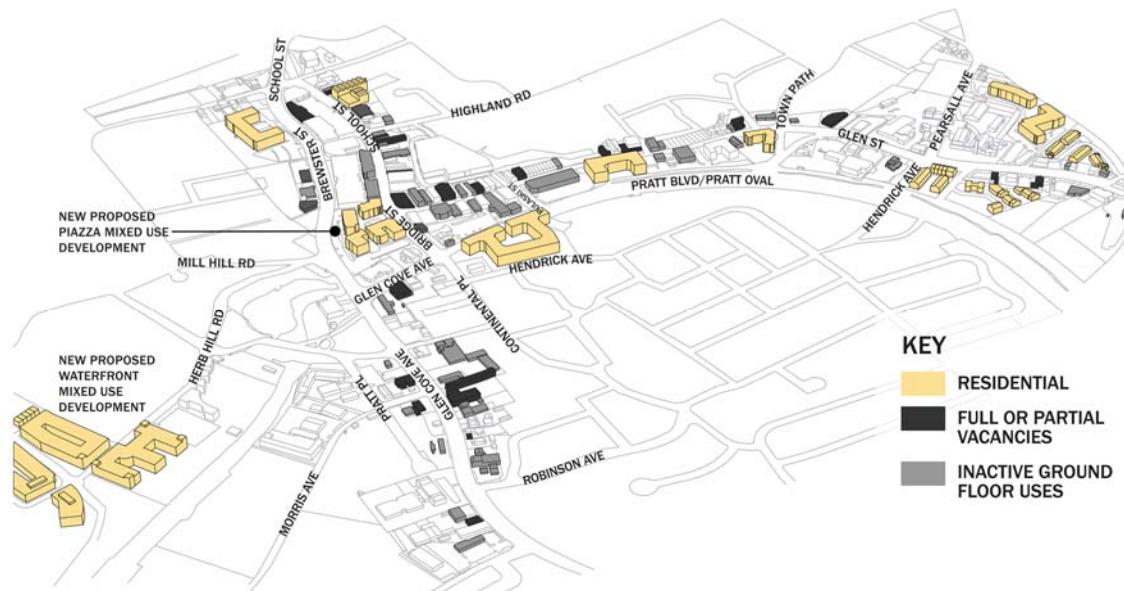 SCHOOL ST
SCHOOL ST
HIGHLAND RD
BREWSTER ST
TOWN PATH
PEARSALL AVE
GLEN ST
PULASKI ST
PRATT BLVD/PRATT OVAL
HENDRICK AVE
NEW PROPOSED
PIAZZA MIXED USE
DEVELOPMENT
BRIDGE ST
MILL HILL RD
GLEN COVE AVE
HENDRICK AVE
CONTINENTAL PL
HERB HILL RD
NEW PROPOSED
WATERFRONT
MIXED USE
DEVELOPMENT
PRATT PL
GLEN COVE AVE
MORRIS AVE
ROBINSON AVE
KEY
RESIDENTIAL
FULL OR PARTIAL
VACANCIES
INACTIVE GROUND
FLOOR USES